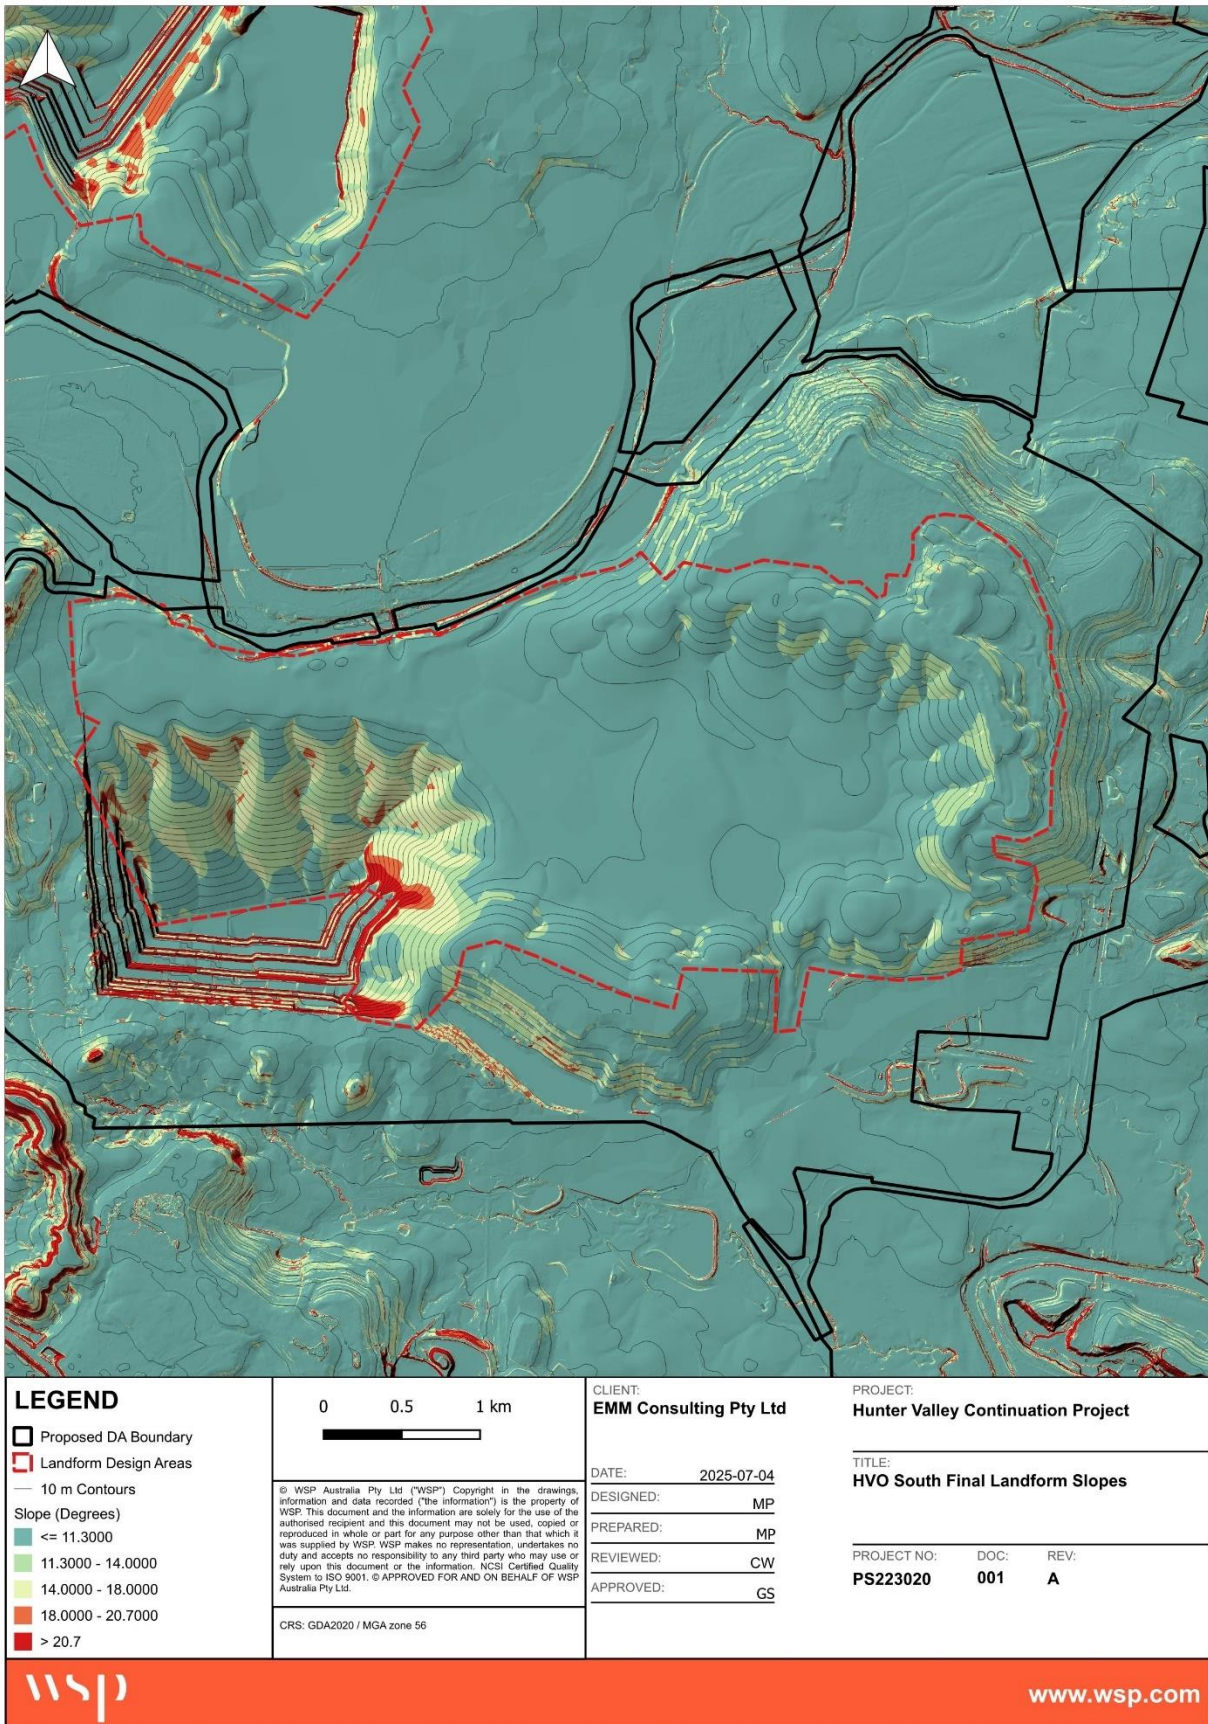 LEGEND
Proposed DA Boundary
Landform Design Areas
10 m Contours
Slope (Degrees)
<= 11.3000
11.3000 - 14.0000
14.0000 - 18.0000
18.0000 - 20.7000
> 20.7
0 0.5 1 km
© WSP Australia Pty Ltd ("WSP") Copyright in the drawings,
information and data recorded ("the information") is the property of
WSP. This document and the information are solely for the use of the
authorised recipient and this document may not be used, copied or
reproduced in whole or part for any purpose other than that which it
was supplied by WSP. WSP makes no representation, undertakes no
duty and accepts no responsibility to any third party who may use or
rely upon this document or the information. NCSI Certified Quality
System to ISO 9001. © APPROVED FOR AND ON BEHALF OF WSP
Australia Pty Ltd.
CRS: GDA2020 / MGA zone 56
CLIENT:
EMM Consulting Pty Ltd
DATE: 2025-07-04
DESIGNED: MP
PREPARED: MP
REVIEWED: CW
APPROVED: GS
PROJECT:
Hunter Valley Continuation Project
TITLE:
HVO South Final Landform Slopes
PROJECT NO: DOC: REV:
PS223020 001 A
wsp
www.wsp.com